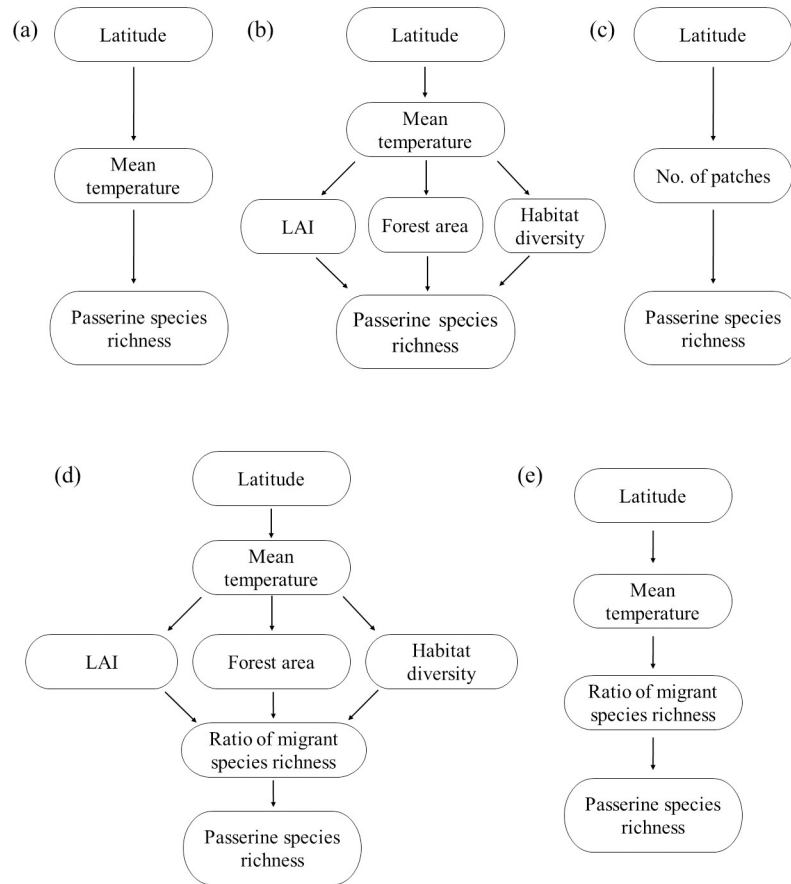 (a)
Latitude
Mean
temperature
Passerine species
richness
(b)
Latitude
Mean
temperature
LAI
Forest area
Habitat
diversity
Passerine species
richness
(c)
Latitude
No. of patches
Passerine species
richness
(d)
Latitude
Mean
temperature
LAI
Forest area
Habitat
diversity
Ratio of migrant
species richness
Passerine species
richness
(e)
Latitude
Mean
temperature
Ratio of migrant
species richness
Passerine species
richness